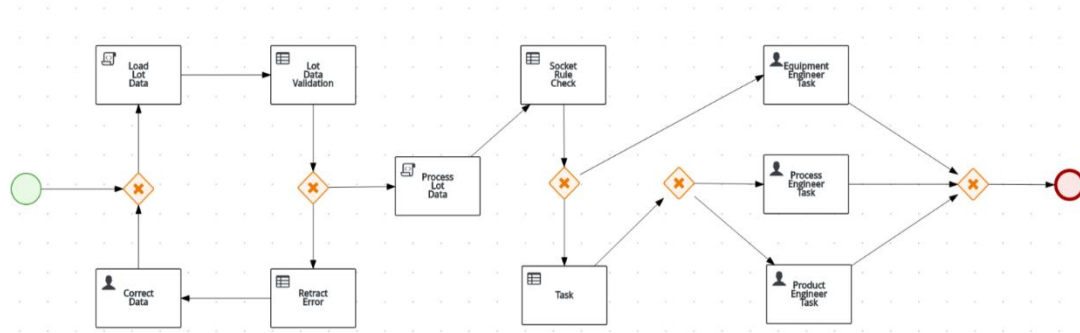 Load
Lot
Data
Lot
Data
Validation
Socket
Rule
Check
Equipment
Engineer
Task
Process
Lot
Data
Process
Engineer
Task
Correct
Data
Retract
Error
Task
Product
Engineer
Task